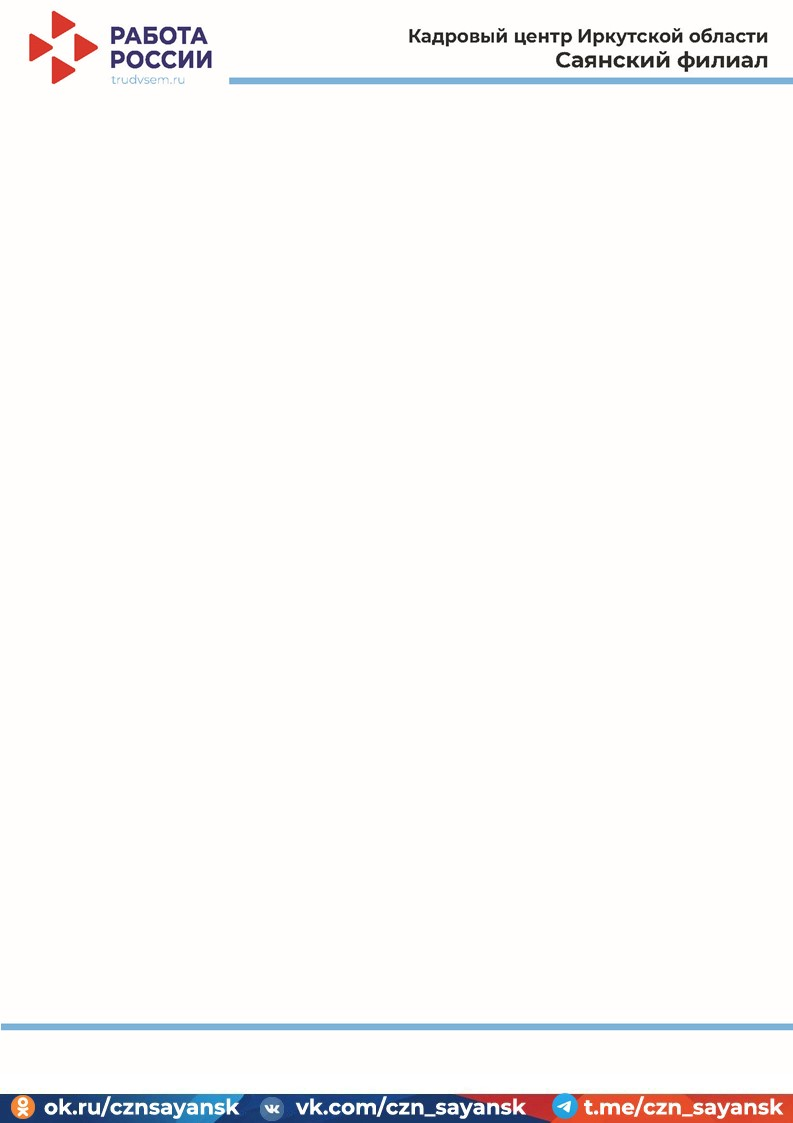 РАБОТА
РОССИИ
trudvsem.ru
Кадровый центр Иркутской области
Саянский филиал
ok.ru/cznsayansk
vk.com/czn_sayansk
t.me/czn_sayansk